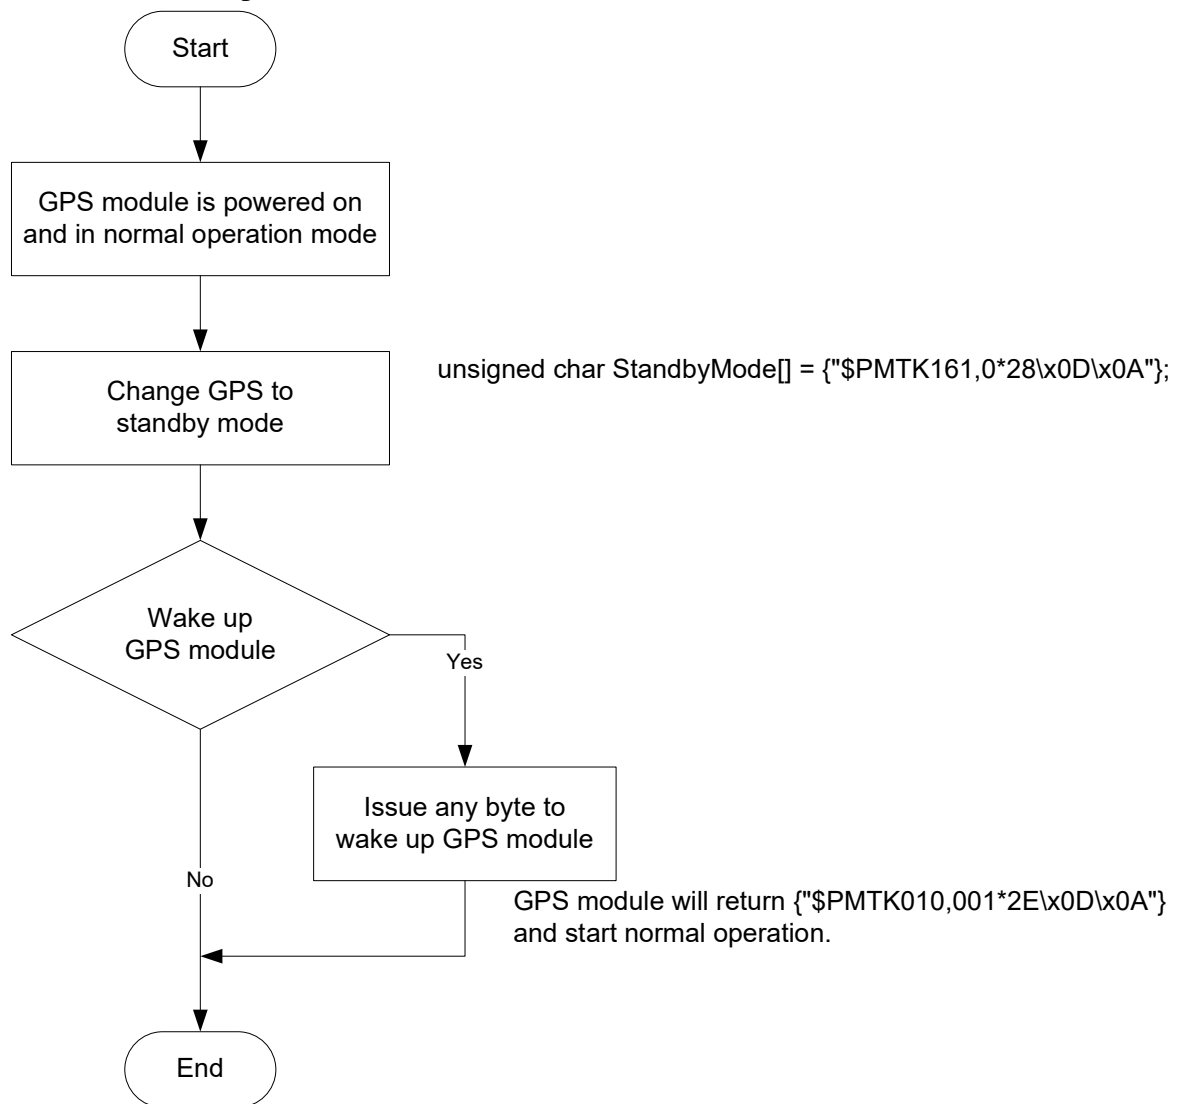 Start
GPS module is powered on
and in normal operation mode
Change GPS to
standby mode
unsigned char StandbyMode[] = {"$PMTK161,0*28\x0D\x0A"};
Wake up
GPS module
Yes
Issue any byte to
wake up GPS module
No
GPS module will return {"$PMTK010,001*2E\x0D\x0A"}
and start normal operation.
End